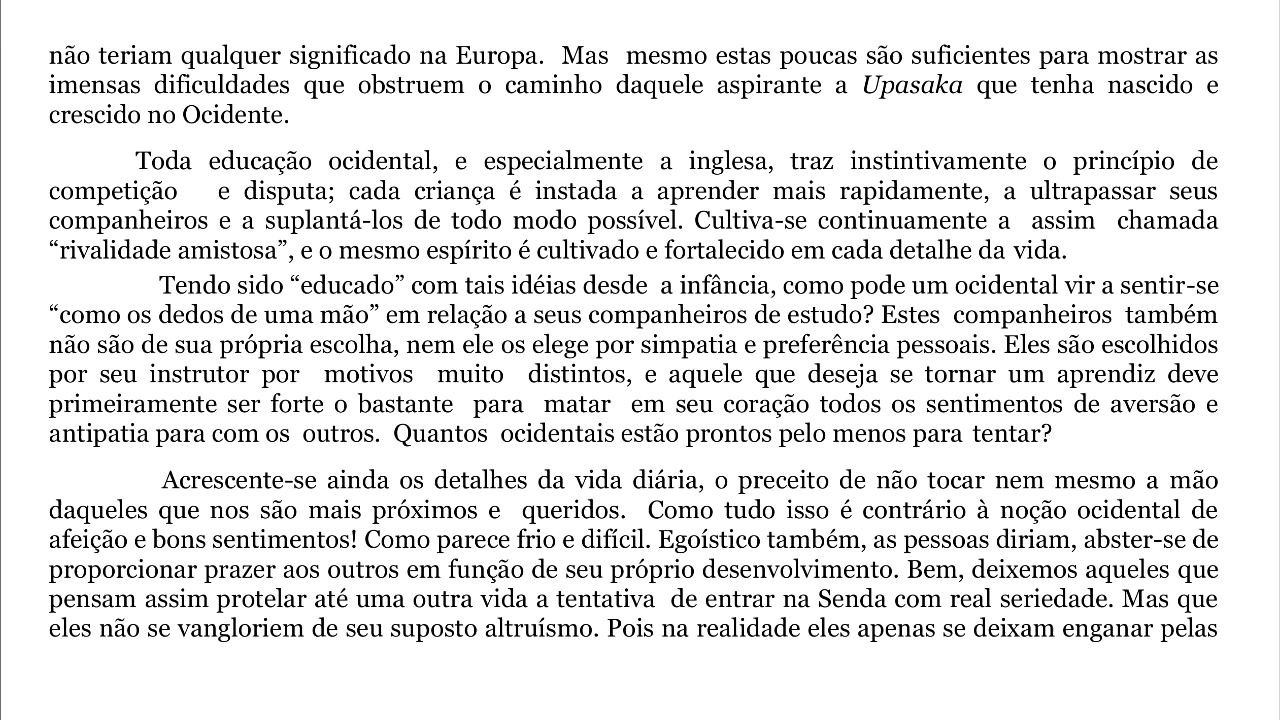 não teriam qualquer significado na Europa. Mas mesmo estas poucas são suficientes para mostrar as
imensas dificuldades que obstruem o caminho daquele aspirante a Upasaka que tenha nascido e
crescido no Ocidente.
Toda educação ocidental, e especialmente a inglesa, traz instintivamente o princípio de
competição e disputa; cada criança é instada a aprender mais rapidamente, a ultrapassar seus
companheiros e a suplantá-los de todo modo possível. Cultiva-se continuamente a assim chamada
“rivalidade amistosa”, e o mesmo espírito é cultivado e fortalecido em cada detalhe da vida.
Tendo sido “educado” com tais idéias desde a infância, como pode um ocidental vir a sentir-se
“como os dedos de uma mão” em relação a seus companheiros de estudo? Estes companheiros também
não são de sua própria escolha, nem ele os elege por simpatia e preferência pessoais. Eles são escolhidos
por seu instrutor por motivos muito distintos, e aquele que deseja se tornar um aprendiz deve
primeiramente ser forte o bastante para matar em seu coração todos os sentimentos de aversão e
antipatia para com os outros. Quantos ocidentais estão prontos pelo menos para tentar?
Acrescente-se ainda os detalhes da vida diária, o preceito de não tocar nem mesmo a mão
daqueles que nos são mais próximos e queridos. Como tudo isso é contrário à noção ocidental de
afeição e bons sentimentos! Como parece frio e difícil. Egoístico também, as pessoas diriam, abster-se de
proporcionar prazer aos outros em função de seu próprio desenvolvimento. Bem, deixemos aqueles que
pensam assim protelar até uma outra vida a tentativa de entrar na Senda com real seriedade. Mas que
eles não se vangloriem de seu suposto altruísmo. Pois na realidade eles apenas se deixam enganar pelas